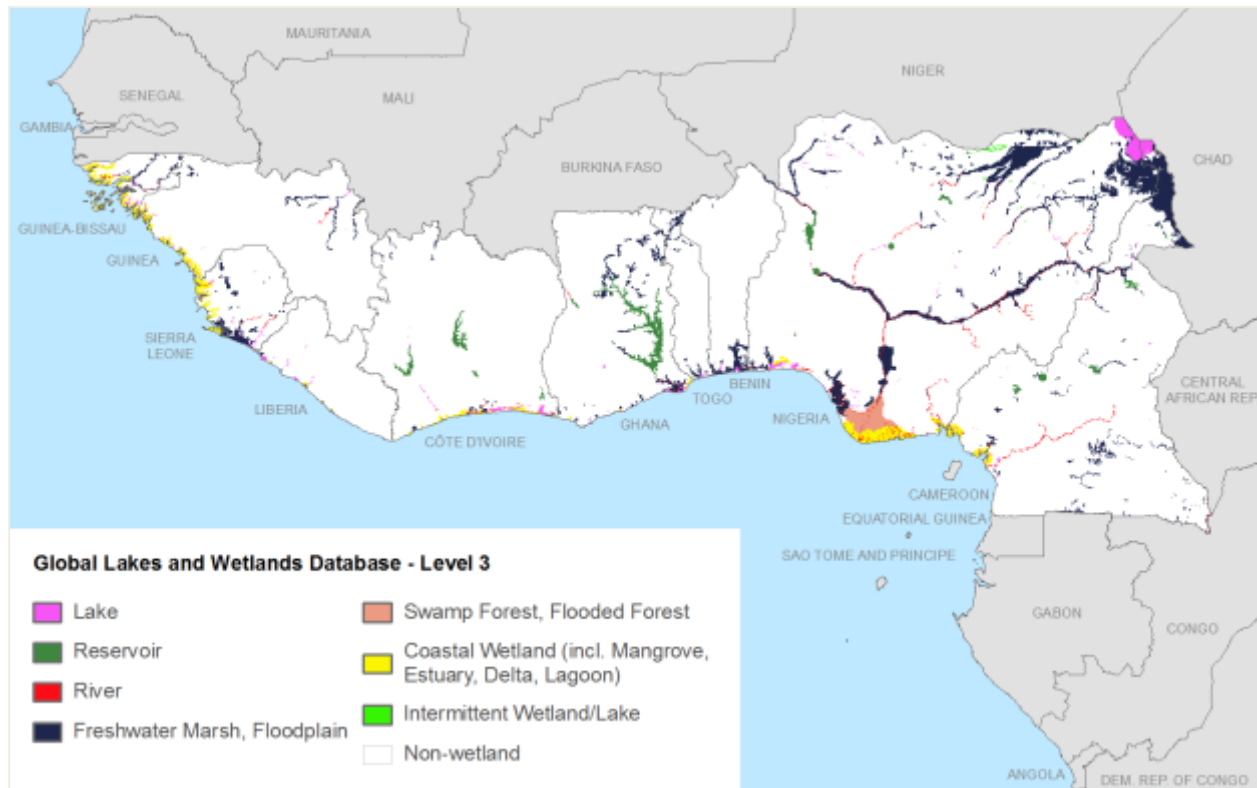 MAURITANIA
NIGER
SENEGAL
MALI
GAMBIA
CHAD
BURKINA FASO
GUINEA-BISSAU
GUINEA
SIERRA
LEONE
LIBERIA
CÔTE D'IVOIRE
GHANA
TOGO
BENIN
NIGERIA
CENTRAL
AFRICAN REP
CAMEROON
EQUATORIAL GUINEA
SAO TOME AND PRINCIPE
GABON
CONGO
ANGOLA
DEM. REP. OF CONGO
Global Lakes and Wetlands Database - Level 3
Lake
Reservoir
River
Freshwater Marsh, Floodplain
Swamp Forest, Flooded Forest
Coastal Wetland (incl. Mangrove,
Estuary, Delta, Lagoon)
Intermittent Wetland/Lake
Non-wetland